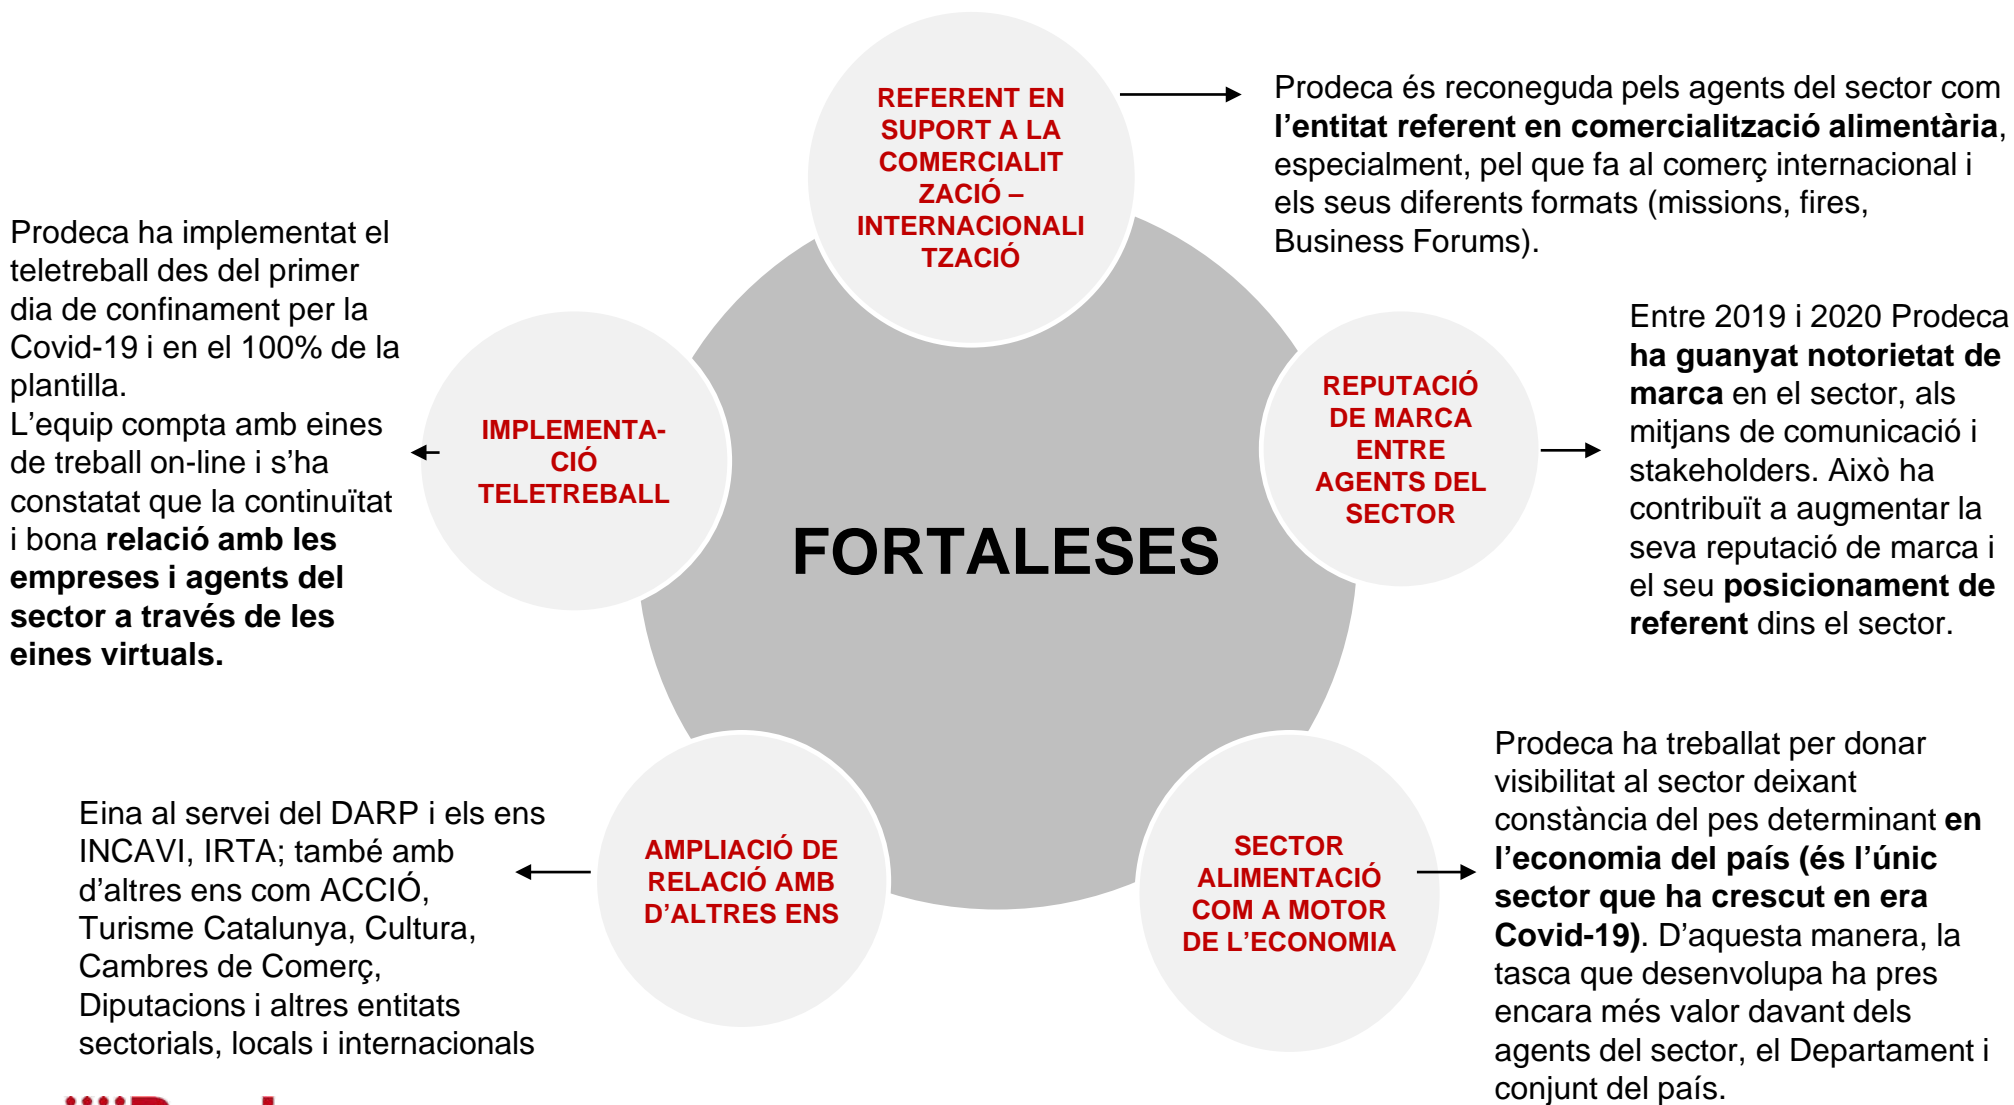 REFERENT EN
SUPORT A LA
COMERCIALIT
ZACIÓ –
INTERNACIONALI
TZACIÓ
Prodeca és reconeguda pels agents del sector com
l’entitat referent en comercialització alimentària,
especialment, pel que fa al comerç internacional i
els seus diferents formats (missions, fires,
Business Forums).
Prodeca ha implementat el
teletreball des del primer
dia de confinament per la
Covid-19 i en el 100% de la
plantilla.
L’equip compta amb eines
de treball on-line i s’ha
constatat que la continuïtat
i bona relació amb les
empreses i agents del
sector a través de les
eines virtuals.
IMPLEMENTA-
CIÓ
TELETREBALL
REPUTACIÓ
DE MARCA
ENTRE
AGENTS DEL
SECTOR
Entre 2019 i 2020 Prodeca
ha guanyat notorietat de
marca en el sector, als
mitjans de comunicació i
stakeholders. Això ha
contribuït a augmentar la
seva reputació de marca i
el seu posicionament de
referent dins el sector.
FORTALESES
Eina al servei del DARP i els ens
INCAVI, IRTA; també amb
d’altres ens com ACCIÓ,
Turisme Catalunya, Cultura,
Cambres de Comerç,
Diputacions i altres entitats
sectorials, locals i internacionals
AMPLIACIÓ DE
RELACIÓ AMB
D’ALTRES ENS
SECTOR
ALIMENTACIÓ
COM A MOTOR
DE L’ECONOMIA
Prodeca ha treballat per donar
visibilitat al sector deixant
constància del pes determinant en
l’economia del país (és l’únic
sector que ha crescut en era
Covid-19). D’aquesta manera, la
tasca que desenvolupa ha pres
encara més valor davant dels
agents del sector, el Departament i
conjunt del país.